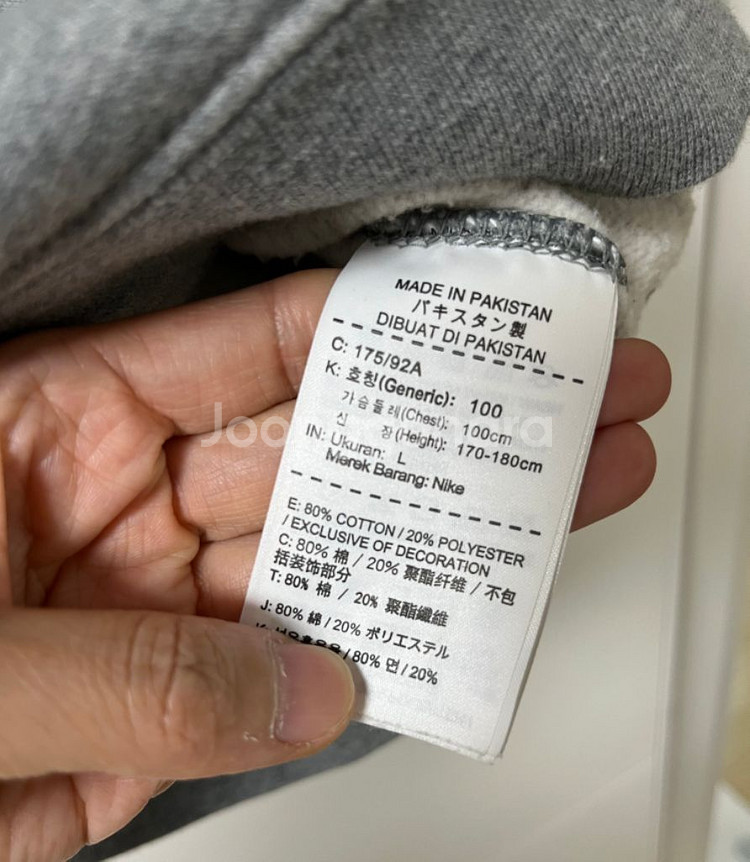 MADE IN PAKISTAN
パキスタン製
DIBUAT DI PAKISTAN
C: 175/92A
K: 호칭(Generic): 100
가슴둘레(Chest): 100cm
신 장(Height): 170-180cm
IN: Ukuran: L
Merek Barang: Nike
E: 80% COTTON / 20% POLYESTER
/ EXCLUSIVE OF DECORATION
C: 80% 棉 / 20% 聚酯纤维 / 不包
括装饰部分
T: 80% 棉 / 20% 聚酯纖維
J: 80% 綿 / 20% ポリエステル
/80% 면 / 20%